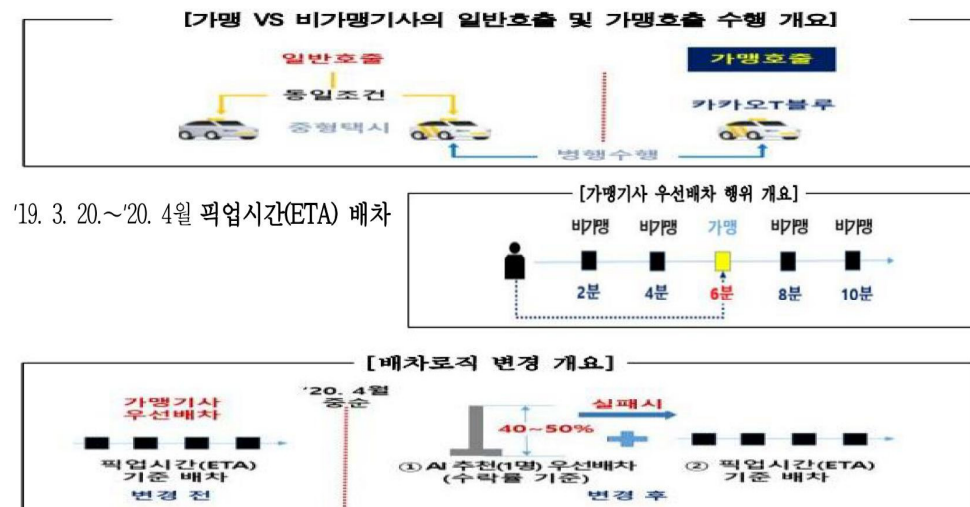 [가맹 VS 비가맹기사의 일반호출 및 가맹호출 수행 개요]
일반호출
가맹호출
동일조건
카카오T블루
중형택시
병행수행
'19. 3. 20.~'20. 4월 픽업시간(ETA) 배차
[가맹기사 우선배차 행위 개요]
비가맹 비가맹 가맹 비가맹 비가맹
2분 4분 6분 8분 10분
[배차로직 변경 개요]
'20. 4월
중순
가맹기사
우선배차
실패시
40~50%
픽업시간(ETA)
기준 배차
① AI 추천(1명) 우선배차
(수락률 기준)
② 픽업시간(ETA)
기준 배차
변경 전
변경 후